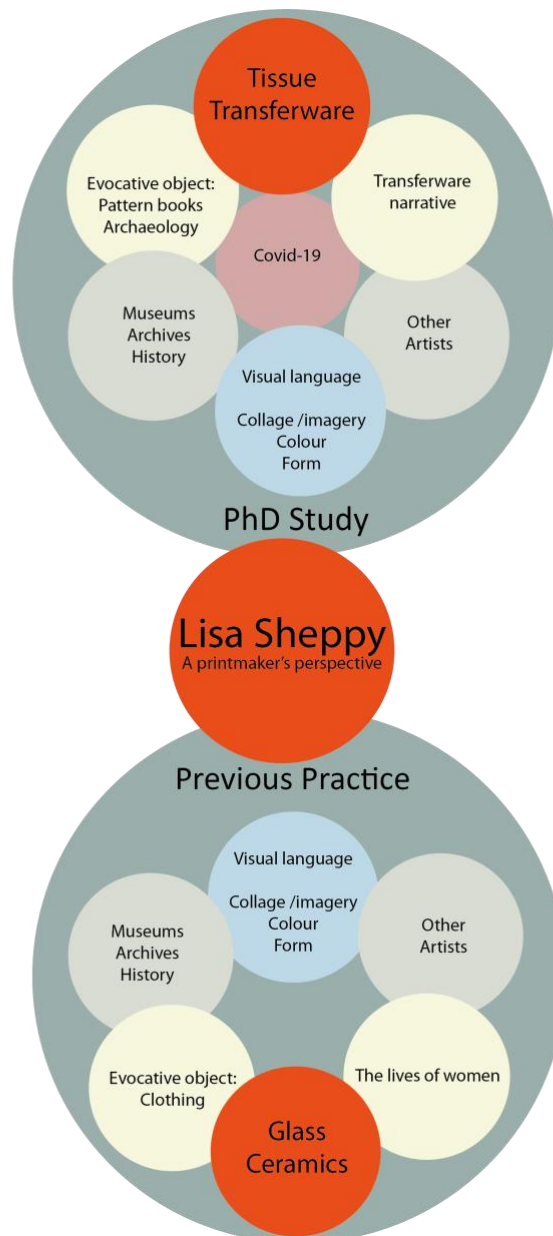 Tissue
Transferware
Evocative object:
Pattern books
Archaeology
Transferware
narrative
Covid-19
Museums
Archives
History
Other
Artists
Visual language
Collage /imagery
Colour
Form
PhD Study
Lisa Sheppy
A printmaker's perspective
Previous Practice
Visual language
Collage /imagery
Colour
Form
Museums
Archives
History
Other
Artists
Evocative object:
Clothing
The lives of women
Glass
Ceramics